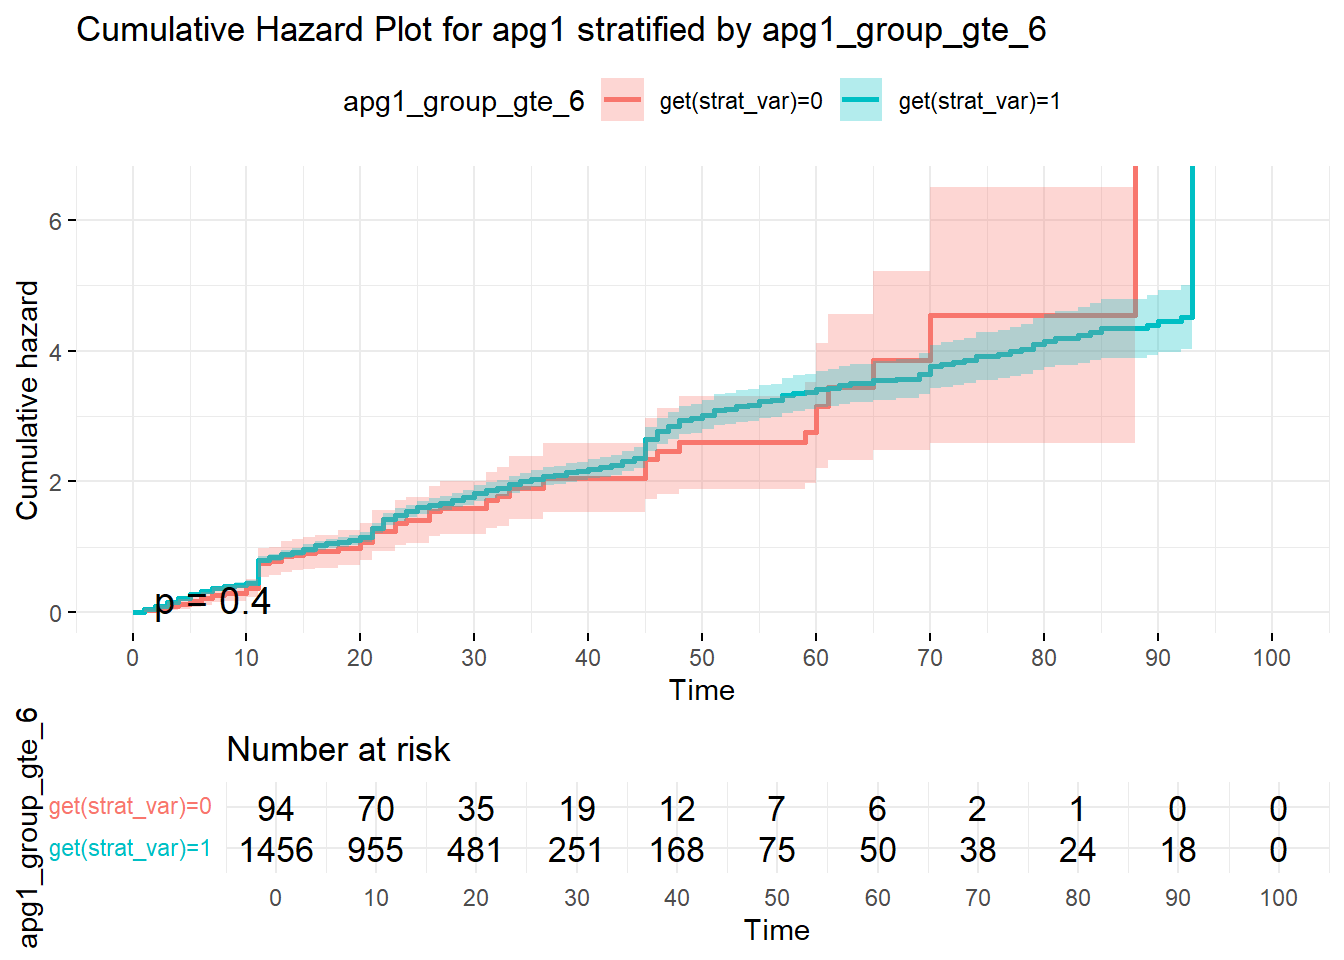 Cumulative Hazard Plot for apg1 stratified by apg1_group_gte_6
apg1_group_gte_6 get(strat_var)=0 get(strat_var)=1
Cumulative hazard
6
4
2
0
p = 0.4
0 10 20 30 40 50 60 70 80 90 100
Time
Number at risk
apg1_group_gte_6
get(strat_var)=0 94 70 35 19 12 7 6 2 1 0 0
get(strat_var)=1 1456 955 481 251 168 75 50 38 24 18 0
0 10 20 30 40 50 60 70 80 90 100
Time